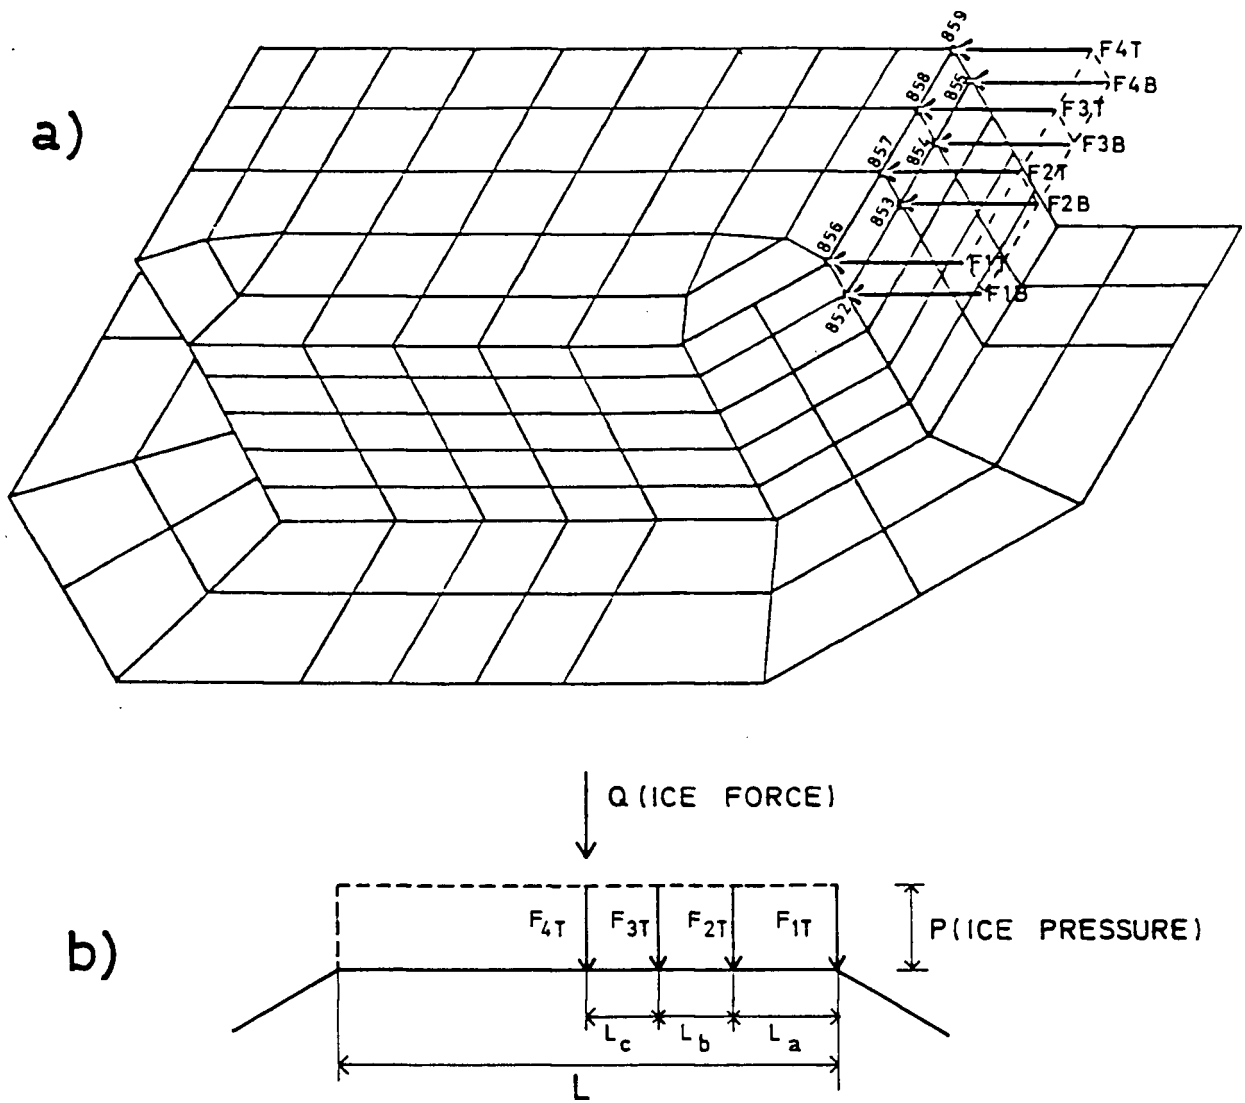 a)
859
F4T
858
855
F4B
F3T
857
854
F3B
F2T
853
F2B
856
F1T
852
F1B
Q (ICE FORCE)
b)
F4T F3T F2T F1T
P(ICE PRESSURE)
Lc Lb La
L